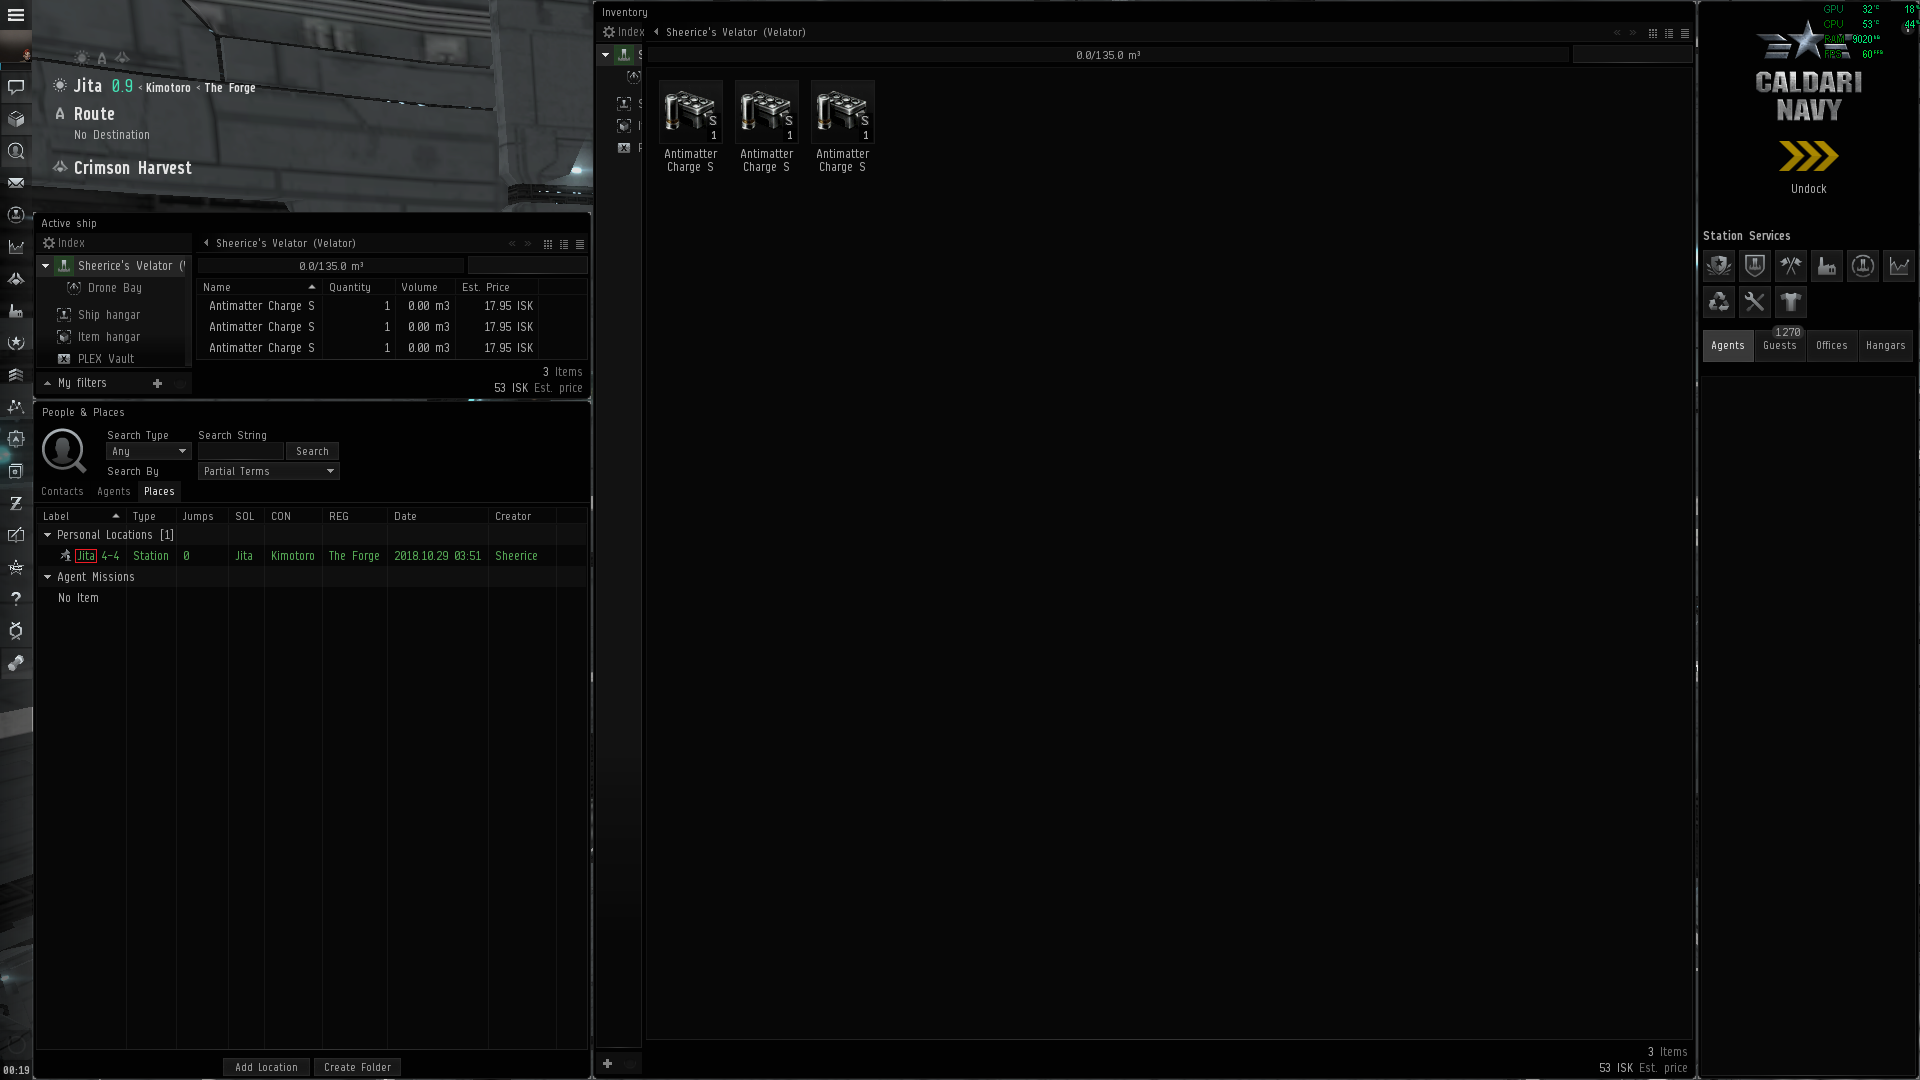 Jita 0.9 < Kimotoro < The Forge
Route
No Destination
Crimson Harvest
Active ship
Index
Sheerice's Velator (Velator)
0.0/135.0 m³
Sheerice's Velator (
Drone Bay
Ship hangar
Item hangar
PLEX Vault
My filters
Name Quantity Volume Est. Price
Antimatter Charge S 1 0.00 m3 17.95 ISK
Antimatter Charge S 1 0.00 m3 17.95 ISK
Antimatter Charge S 1 0.00 m3 17.95 ISK
3 Items
53 ISK Est. price
People & Places
Search Type
Any
Search String
Search
Search By
Partial Terms
Contacts Agents Places
Label Type Jumps SOL CON REG Date Creator
Personal Locations [1]
Jita 4-4 Station 0 Jita Kimotoro The Forge 2018.10.29 03:51 Sheerice
Agent Missions
No Item
Add Location Create Folder
00:19
Inventory
Index
Sheerice's Velator (Velator)
0.0/135.0 m³
S
1
Antimatter
Charge S
S
1
Antimatter
Charge S
S
1
Antimatter
Charge S
3 Items
53 ISK Est. price
GPU 32°C 18%
CPU 53°C 44%
RAM 9020
FPS 60
CALDARI
NAVY
Undock
Station Services
1270
Agents Guests Offices Hangars